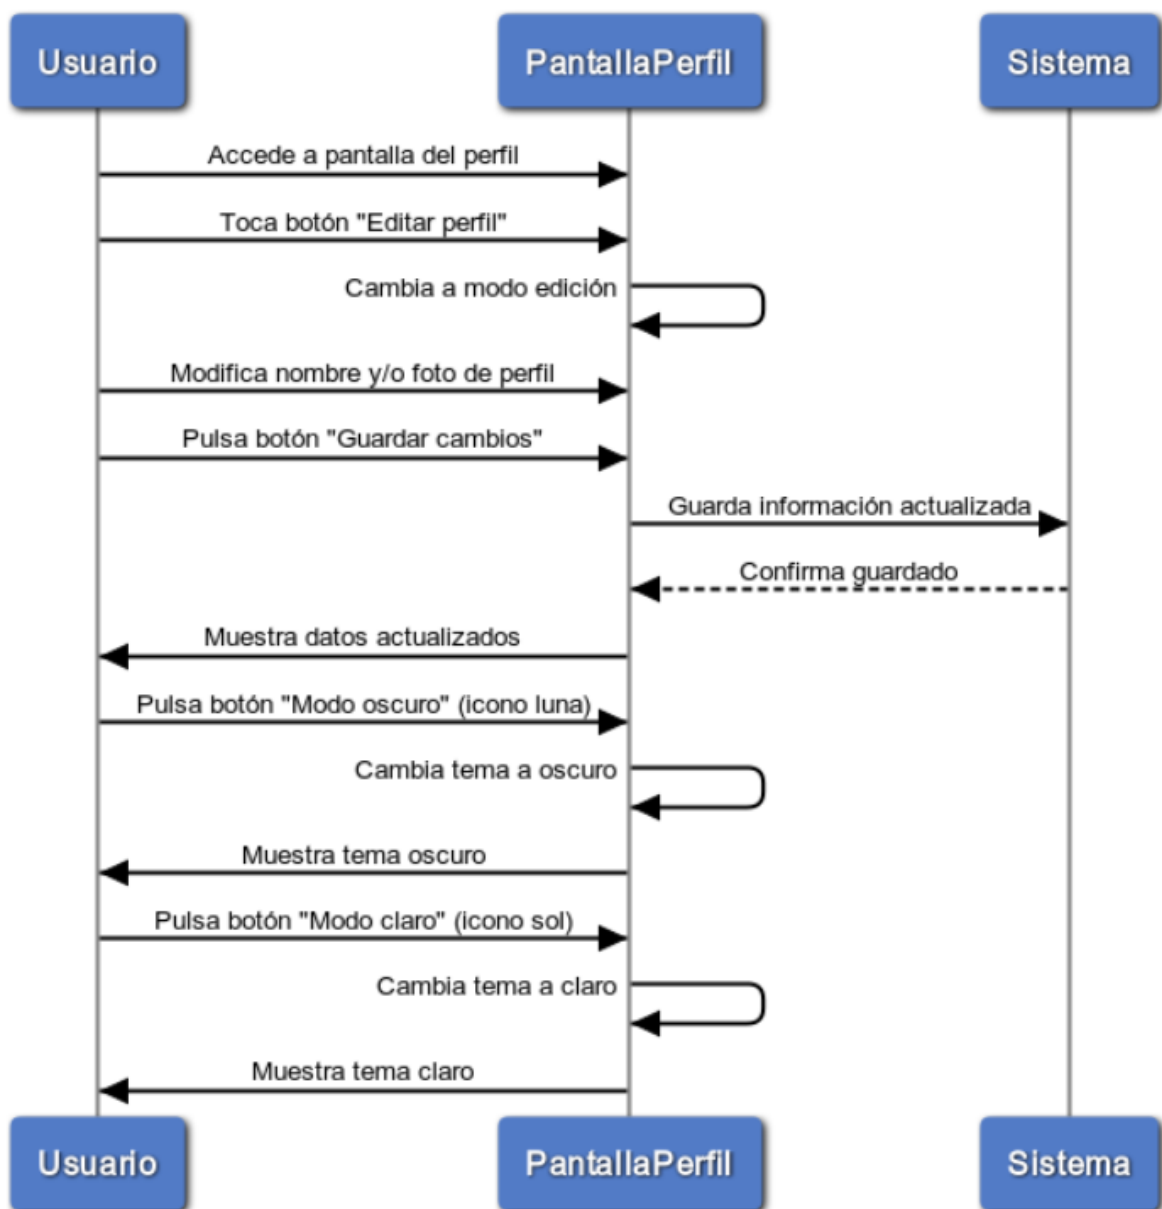 Usuario
PantallaPerfil
Sistema
Accede a pantalla del perfil
Toca botón "Editar perfil"
Cambia a modo edición
Modifica nombre y/o foto de perfil
Pulsa botón "Guardar cambios"
Guarda información actualizada
Confirma guardado
Muestra datos actualizados
Pulsa botón "Modo oscuro" (icono luna)
Cambia tema a oscuro
Muestra tema oscuro
Pulsa botón "Modo claro" (icono sol)
Cambia tema a claro
Muestra tema claro
Usuario
PantallaPerfil
Sistema